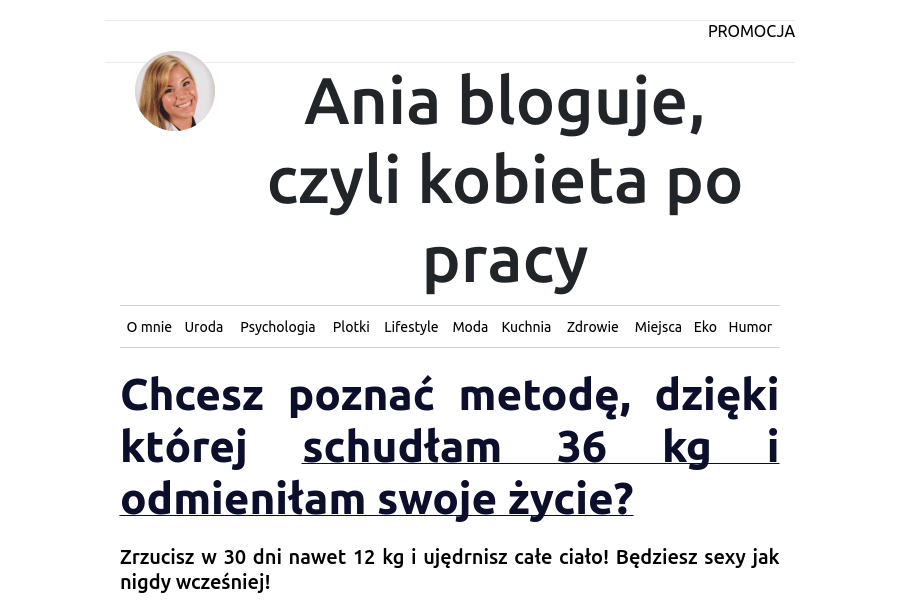 PROMOCJA
Ania bloguje,
czyli kobieta po
pracy
O mnie Uroda Psychologia Plotki Lifestyle Moda Kuchnia Zdrowie Miejsca Eko Humor
Chcesz poznać metodę, dzięki
której schudłam 36 kg i
odmieniłam swoje życie?
Zrzucisz w 30 dni nawet 12 kg i ujędrnisz całe ciało! Będziesz sexy jak
nigdy wcześniej!